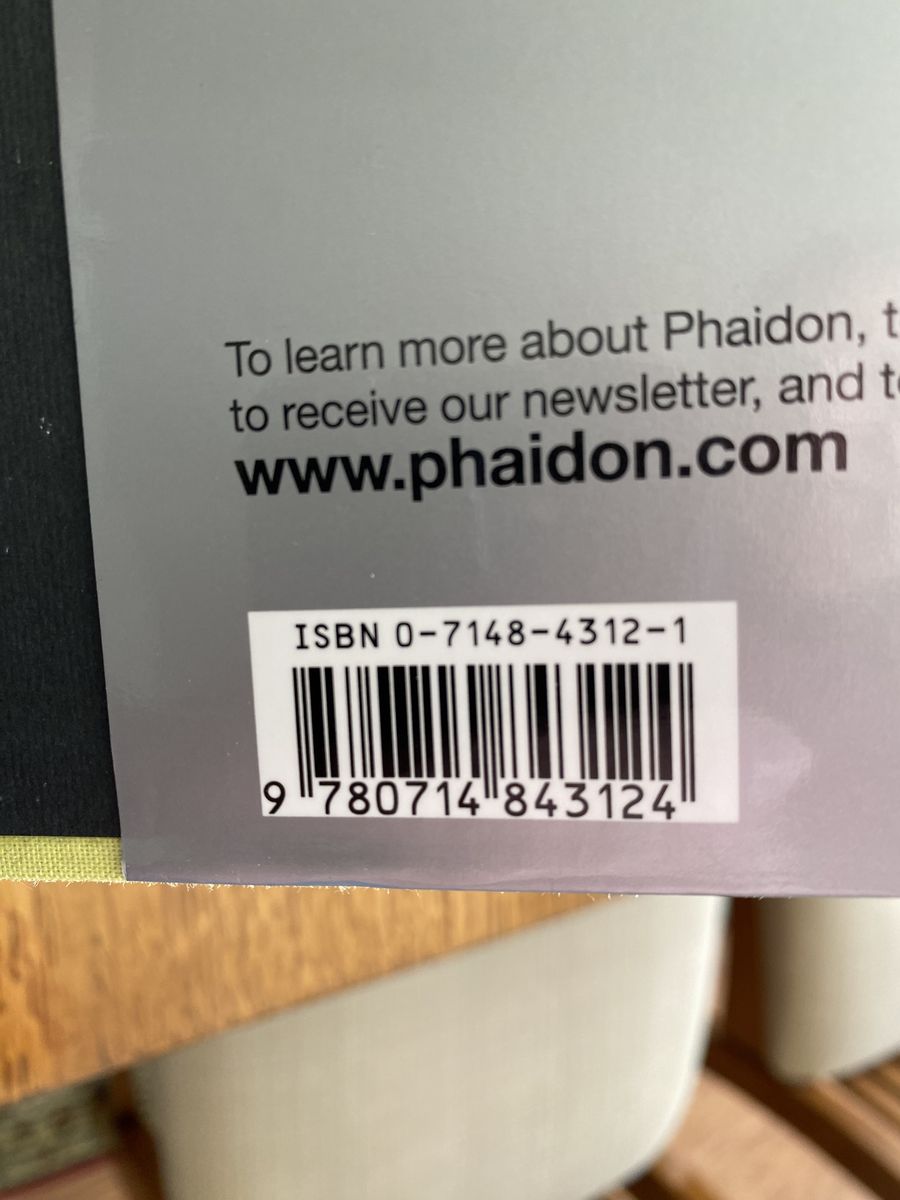 To learn more about Phaidon,
to receive our newsletter, and
www.phaidon.com
ISBN 0-7148-4312-1
9 780714 843124